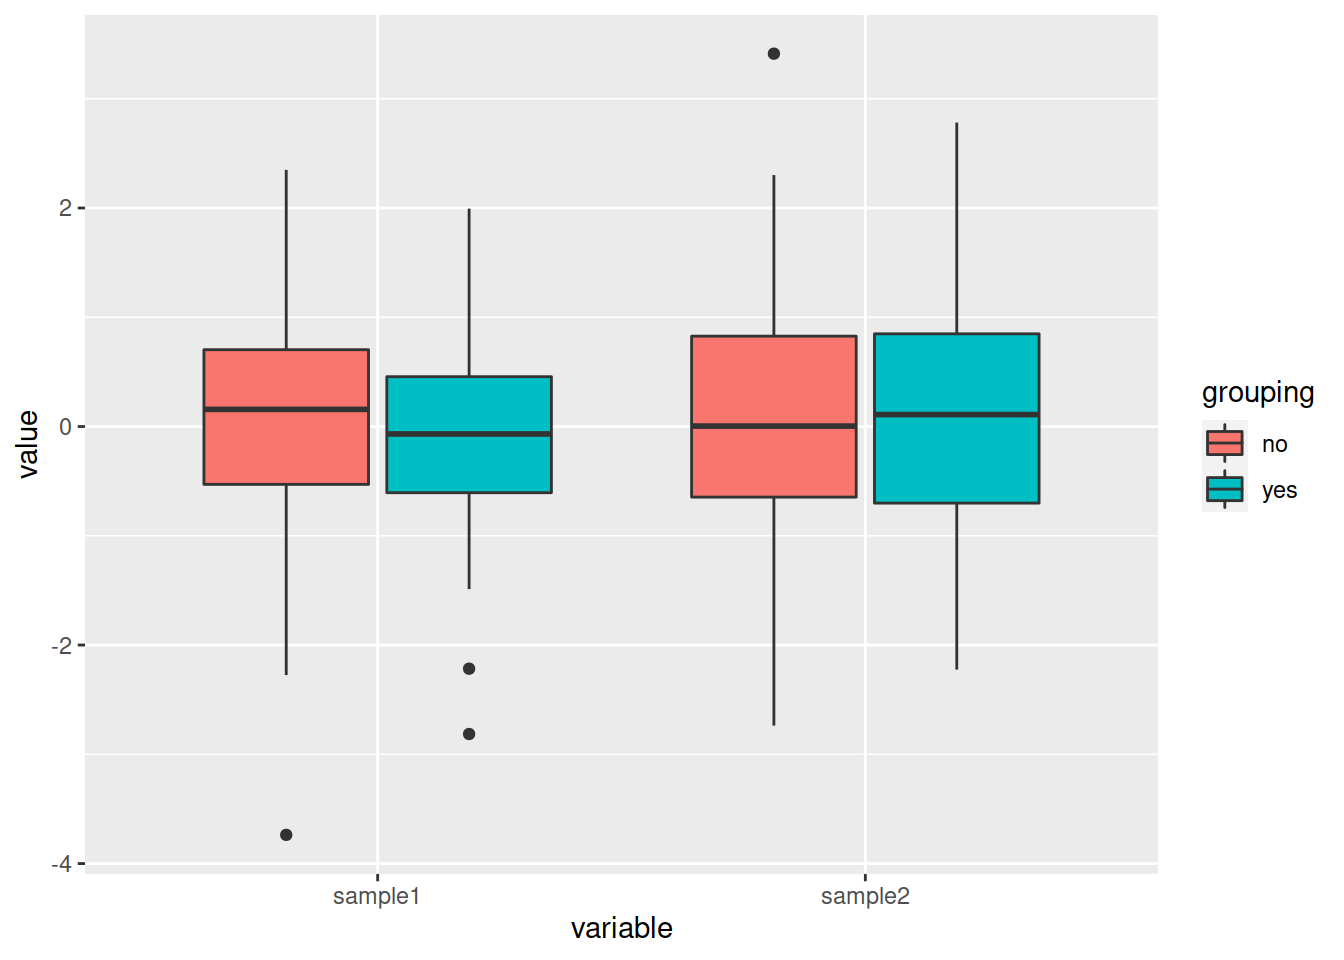 value
2
0
-2
-4
sample1 sample2
variable
grouping
no
yes